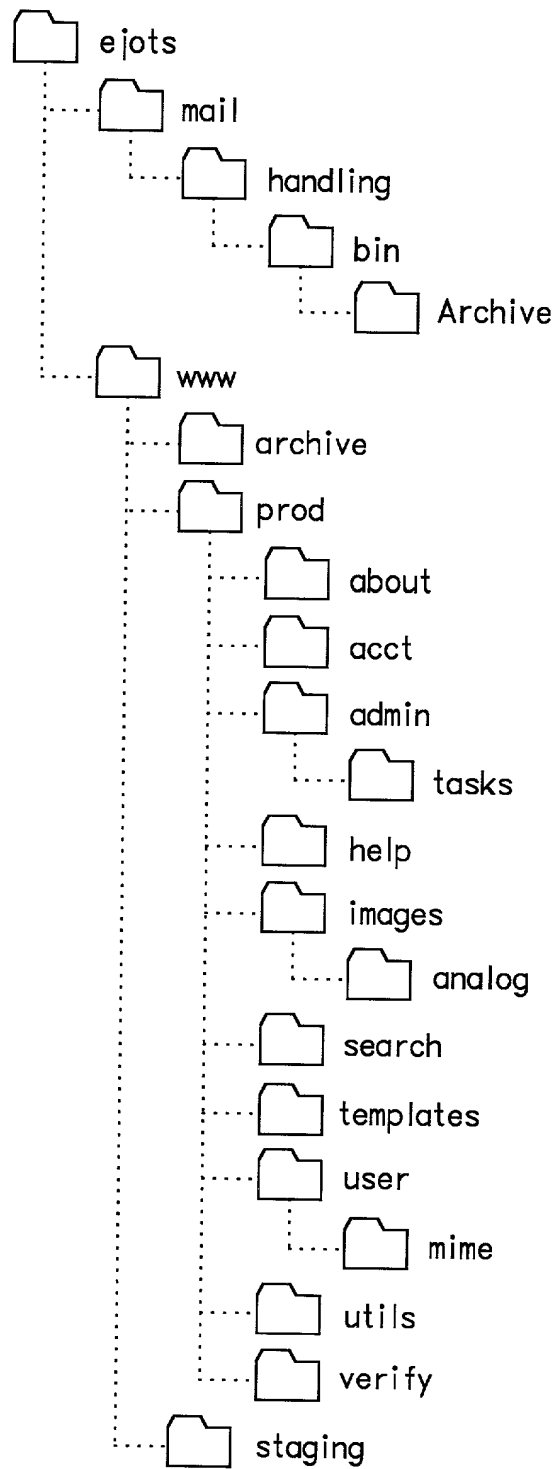 ejots
mail
handling
bin
Archive
www
archive
prod
about
acct
admin
tasks
help
images
analog
search
templates
user
mime
utils
verify
staging